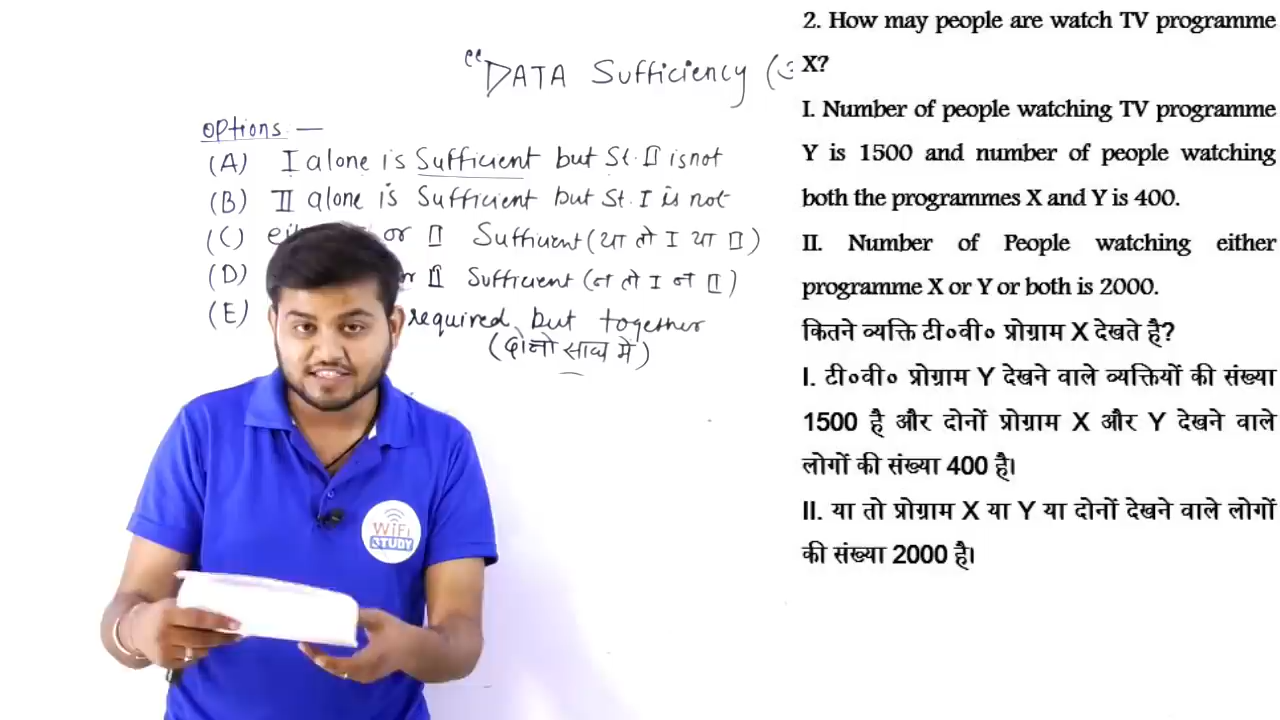 "DATA Sufficiency (
options :—
(A) I alone is Sufficient but St. II is not
(B) II alone is Sufficient but St. I is not
(C) or II Sufficient (या तो I या II)
(D) or II Sufficient (न तो I न II)
(E) required, but together
(दोनो साथ में)
WiFi
STUDY
2. How may people are watch TV programme
X?
I. Number of people watching TV programme
Y is 1500 and number of people watching
both the programmes X and Y is 400.
II. Number of People watching either
programme X or Y or both is 2000.
कितने व्यक्ति टी०वी० प्रोग्राम X देखते है?
I. टी०वी० प्रोग्राम Y देखने वाले व्यक्तियों की संख्या
1500 है और दोनों प्रोग्राम X और Y देखने वाले
लोगों की संख्या 400 है।
II. या तो प्रोग्राम X या Y या दोनों देखने वाले लोगों
की संख्या 2000 है।